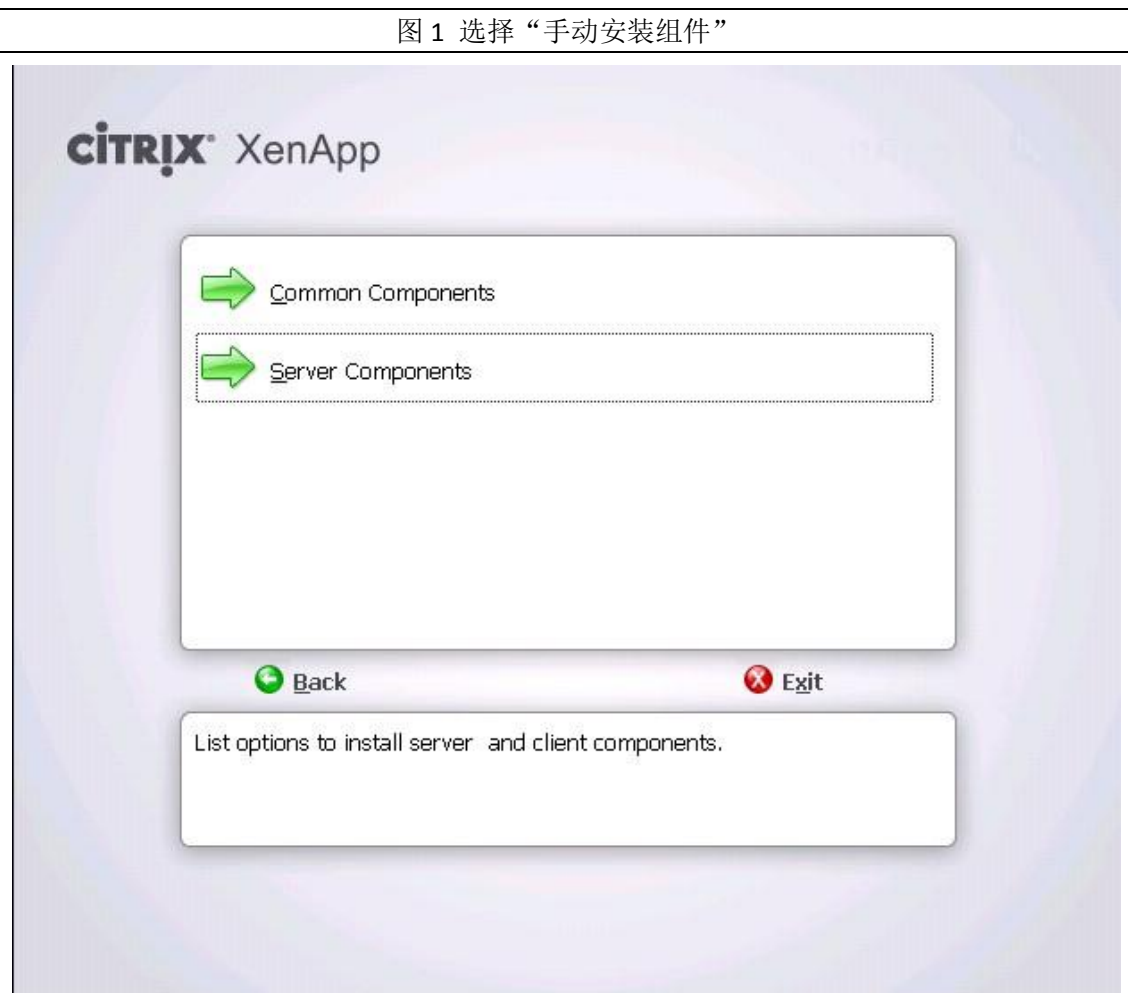 图 1 选择“手动安装组件”
CITRIX XenApp
Common Components
Server Components
Back Exit
List options to install server and client components.